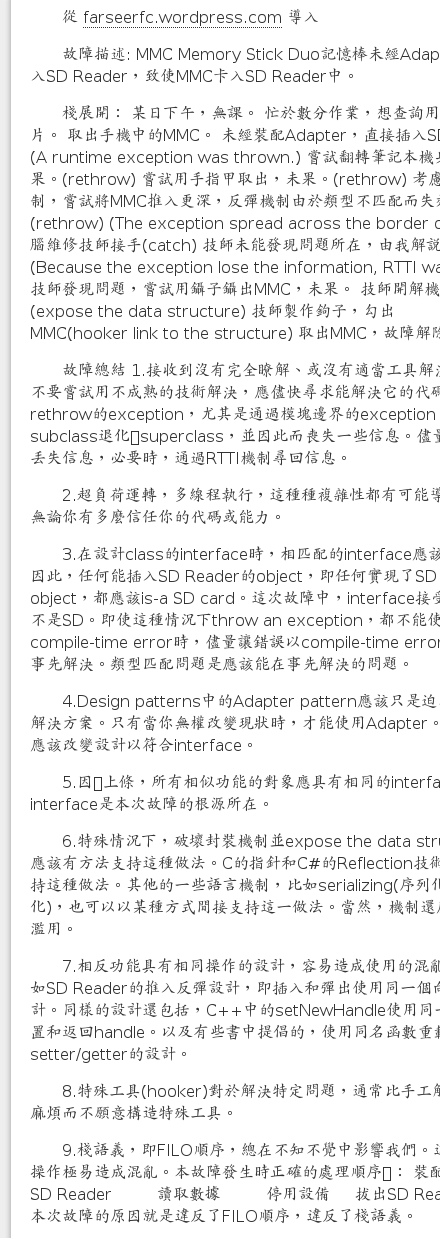 從 farseerfc.wordpress.com 導入
故障描述: MMC Memory Stick Duo記憶棒未經Adap
入SD Reader，致使MMC卡入SD Reader中。
棧展開： 某日下午，無課。 忙於數分作業，想查詢用
片。 取出手機中的MMC。 未經裝配Adapter，直接插入SD
(A runtime exception was thrown.) 嘗試翻轉筆記本機身
果。(rethrow) 嘗試用手指甲取出，未果。(rethrow) 考慮
制，嘗試將MMC推入更深，反彈機制由於類型不匹配而失
(rethrow) (The exception spread across the border o
腦維修技師接手(catch) 技師未能發現問題所在，由我解說
(Because the exception lose the information, RTTI wa
技師發現問題，嘗試用鑷子鑷出MMC，未果。 技師開解機
(expose the data structure) 技師製作鉤子，勾出
MMC(hooker link to the structure) 取出MMC，故障解除
故障總結 1.接收到沒有完全瞭解、或沒有適當工具解決
不要嘗試用不成熟的技術解決，應儘快尋求能解決它的代碼
rethrow的exception，尤其是通過模塊邊界的exception
subclass退化superclass，並因此而喪失一些信息。儘量
丟失信息，必要時，通過RTTI機制尋回信息。
2.超負荷運轉，多線程執行，這種種複雜性都有可能導
無論你有多麼信任你的代碼或能力。
3.在設計class的interface時，相匹配的interface應該
因此，任何能插入SD Reader的object，即任何實現了SD
object，都應該is-a SD card。這次故障中，interface接受
不是SD。即使這種情況下throw an exception，都不能使
compile-time error時，儘量讓錯誤以compile-time error
事先解決。類型匹配問題是應該能在事先解決的問題。
4.Design patterns中的Adapter pattern應該只是迫
解決方案。只有當你無權改變現狀時，才能使用Adapter。
應該改變設計以符合interface。
5.因上條，所有相似功能的對象應具有相同的interfa
interface是本次故障的根源所在。
6.特殊情況下，破壞封裝機制並expose the data stru
應該有方法支持這種做法。C的指針和C#的Reflection技術
持這種做法。其他的一些語言機制，比如serializing(序列化
化)，也可以以某種方式間接支持這一做法。當然，機制還
濫用。
7.相反功能具有相同操作的設計，容易造成使用的混亂
如SD Reader的推入反彈設計，即插入和彈出使用同一個向
計。同樣的設計還包括，C++中的setNewHandle使用同一
置和返回handle。以及有些書中提倡的，使用同名函數重載
setter/getter的設計。
8.特殊工具(hooker)對於解決特定問題，通常比手工解
麻煩而不願意構造特殊工具。
9.棧語義，即FILO順序，總在不知不覺中影響我們。這
操作極易造成混亂。本故障發生時正確的處理順序： 裝配
SD Reader 讀取數據 停用設備 拔出SD Rea
本次故障的原因就是違反了FILO順序，違反了棧語義。